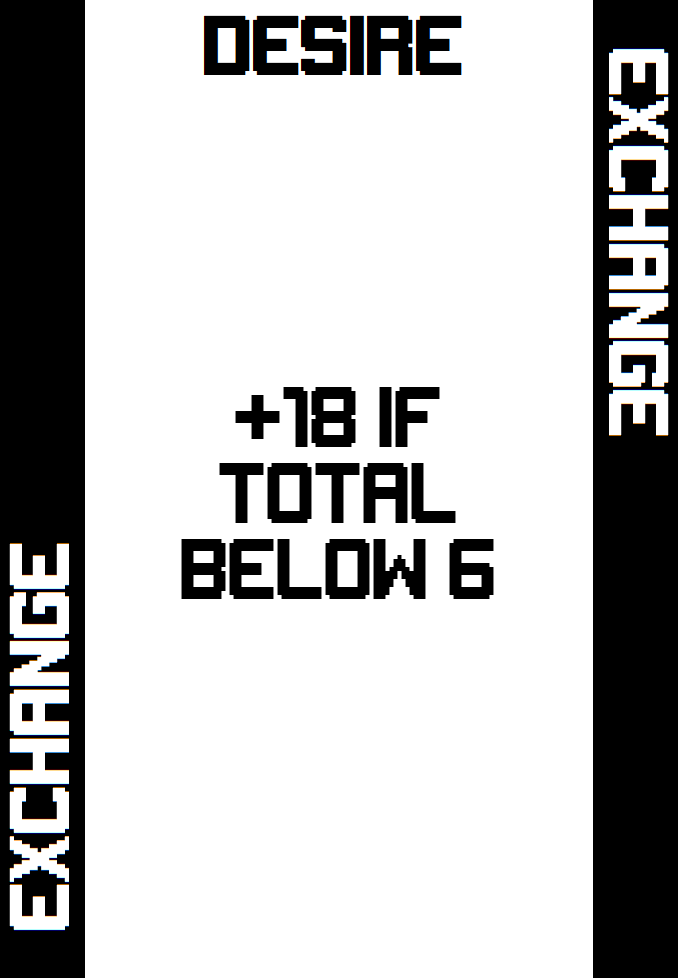 DESIRE
EXCHANGE
+18 IF
TOTAL
BELOW 6
EXCHANGE